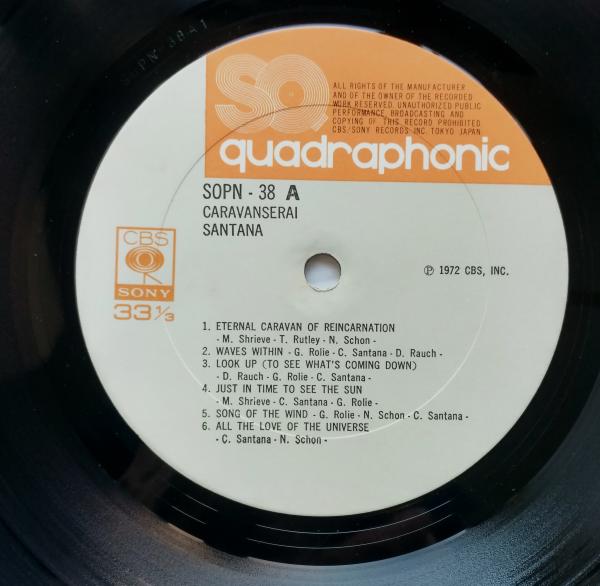 SOPN 38A1
SQ
ALL RIGHTS OF THE MANUFACTURER
AND OF THE OWNER OF THE RECORDED
WORK RESERVED. UNAUTHORIZED PUBLIC
PERFORMANCE, BROADCASTING AND
COPYING OF THIS RECORD PROHIBITED
CBS/SONY RECORDS INC. TOKYO JAPAN
quadraphonic
SOPN - 38 A
CARAVANSERAI
SANTANA
CBS
SONY
33 1/3
Ⓟ 1972 CBS, INC.
1. ETERNAL CARAVAN OF REINCARNATION
- M. Shrieve - T. Rutley - N. Schon -
2. WAVES WITHIN - G. Rolie - C. Santana - D. Rauch -
3. LOOK UP (TO SEE WHAT'S COMING DOWN)
- D. Rauch - G. Rolie - C. Santana -
4. JUST IN TIME TO SEE THE SUN
- M. Shrieve - C. Santana - G. Rolie -
5. SONG OF THE WIND - G. Rolie - N. Schon - C. Santana -
6. ALL THE LOVE OF THE UNIVERSE
- C. Santana - N. Schon -